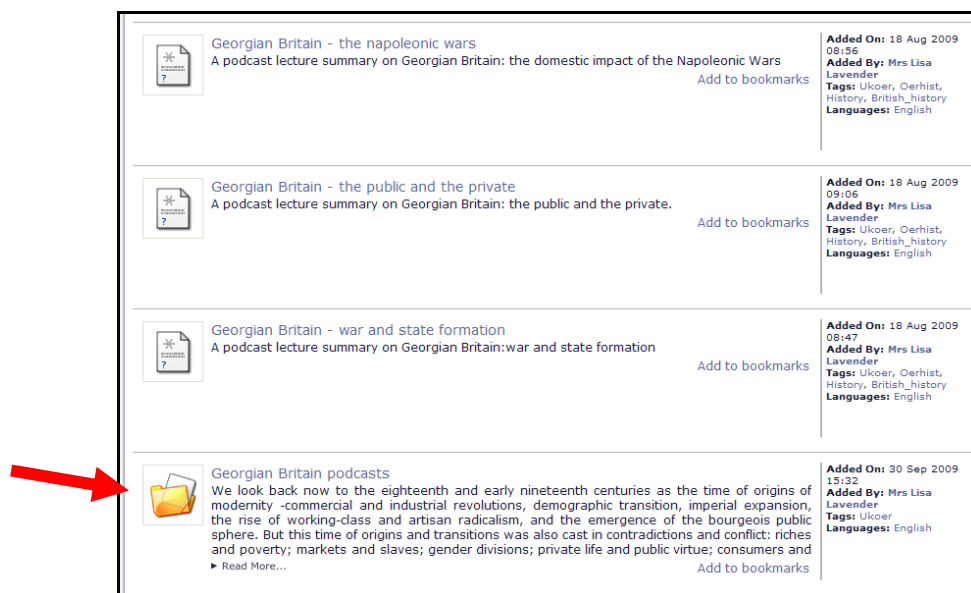 Georgian Britain - the napoleonic wars
A podcast lecture summary on Georgian Britain: the domestic impact of the Napoleonic Wars
Add to bookmarks
Added On: 18 Aug 2009
08:56
Added By: Mrs Lisa
Lavender
Tags: Ukoer, Oerhist,
History, British_history
Languages: English
Georgian Britain - the public and the private
A podcast lecture summary on Georgian Britain: the public and the private.
Add to bookmarks
Added On: 18 Aug 2009
09:06
Added By: Mrs Lisa
Lavender
Tags: Ukoer, Oerhist,
History, British_history
Languages: English
Georgian Britain - war and state formation
A podcast lecture summary on Georgian Britain:war and state formation
Add to bookmarks
Added On: 18 Aug 2009
08:47
Added By: Mrs Lisa
Lavender
Tags: Ukoer, Oerhist,
History, British_history
Languages: English
Georgian Britain podcasts
We look back now to the eighteenth and early nineteenth centuries as the time of origins of
modernity -commercial and industrial revolutions, demographic transition, imperial expansion,
the rise of working-class and artisan radicalism, and the emergence of the bourgeois public
sphere. But this time of origins and transitions was also cast in contradictions and conflict: riches
and poverty; markets and slaves; gender divisions; private life and public virtue; consumers and
► Read More...
Add to bookmarks
Added On: 30 Sep 2009
15:32
Added By: Mrs Lisa
Lavender
Tags: Ukoer
Languages: English